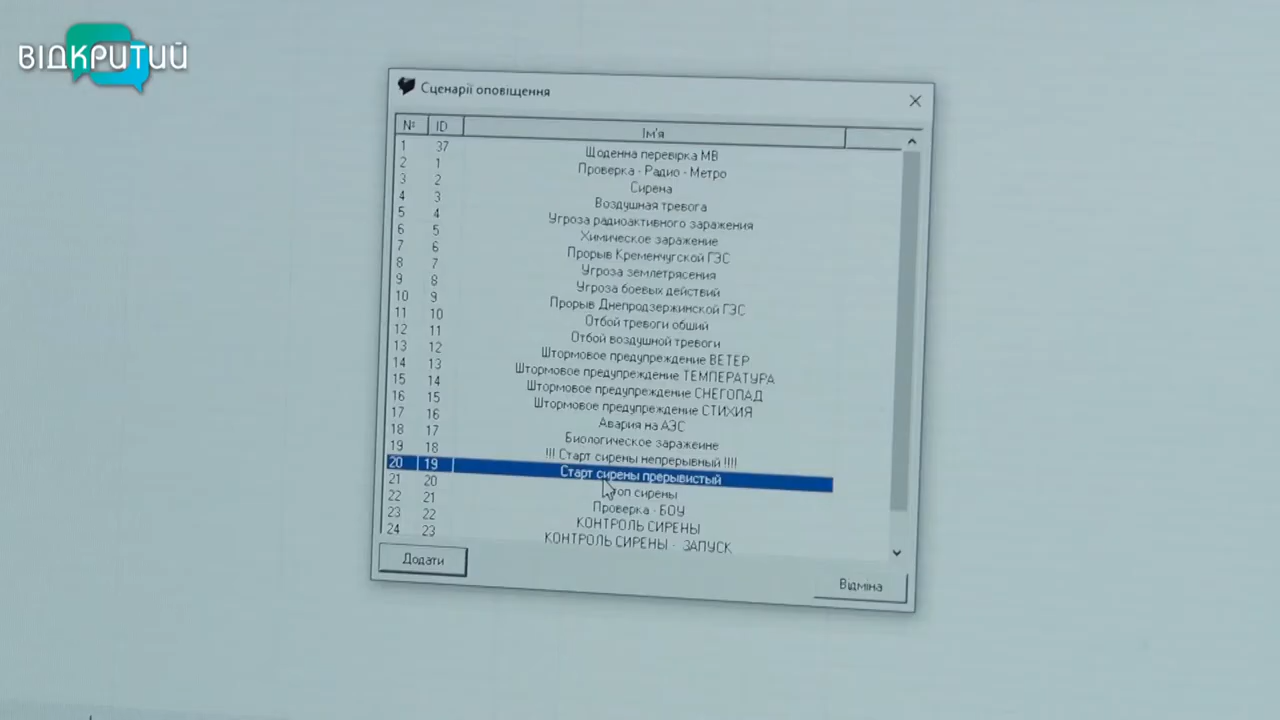 ВІДКРИТИЙ
Сценарії оповіщення
№ ID Ім'я
1 37 Щоденна перевірка МВ
2 1 Проверка - Радио - Метро
3 2 Сирена
4 3 Воздушная тревога
5 4 Угроза радиоактивного заражения
6 5 Химическое заражение
7 6 Прорыв Кременчугской ГЭС
8 7 Угроза землетрясения
9 8 Угроза боевых действий
10 9 Прорыв Днепродзержинской ГЭС
11 10 Отбой тревоги обший
12 11 Отбой воздушной тревоги
13 12 Штормовое предупреждение ВЕТЕР
14 13 Штормовое предупреждение ТЕМПЕРАТУРА
15 14 Штормовое предупреждение СНЕГОПАД
16 15 Штормовое предупреждение СТИХИЯ
17 16 Авария на АЭС
18 17 Биологическое заражеине
19 18 !!! Старт сирены непрерывный !!!!
20 19 Старт сирены прерывистый
21 20 топ сирены
22 21 Проверка - БОУ
23 22 КОНТРОЛЬ СИРЕНЫ
24 23 КОНТРОЛЬ СИРЕНЫ - ЗАПУСК
Додати
Відміна